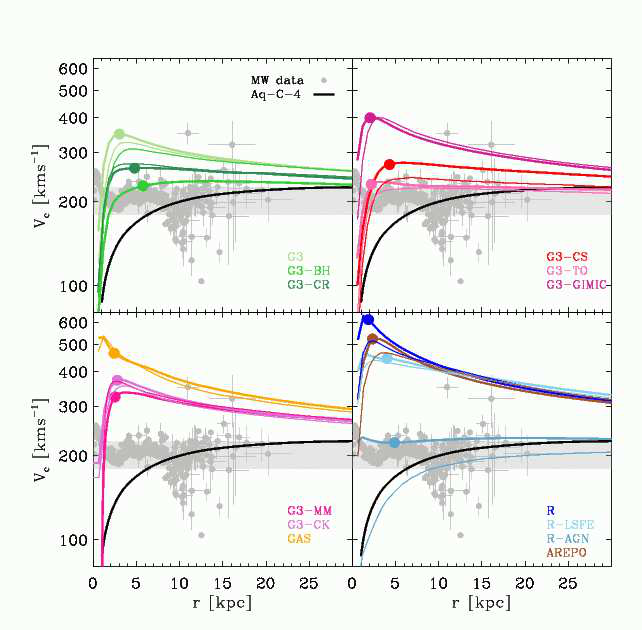 600
500
400
300
200
100
V_c [kms^-1]
MW data
Aq-C-4
G3
G3-BH
G3-CR
G3-CS
G3-TO
G3-GIMIC
600
500
400
300
200
100
V_c [kms^-1]
G3-MM
G3-CK
GAS
R
R-LSFE
R-AGN
AREPO
0 5 10 15 20 25
r [kpc]
0 5 10 15 20 25
r [kpc]